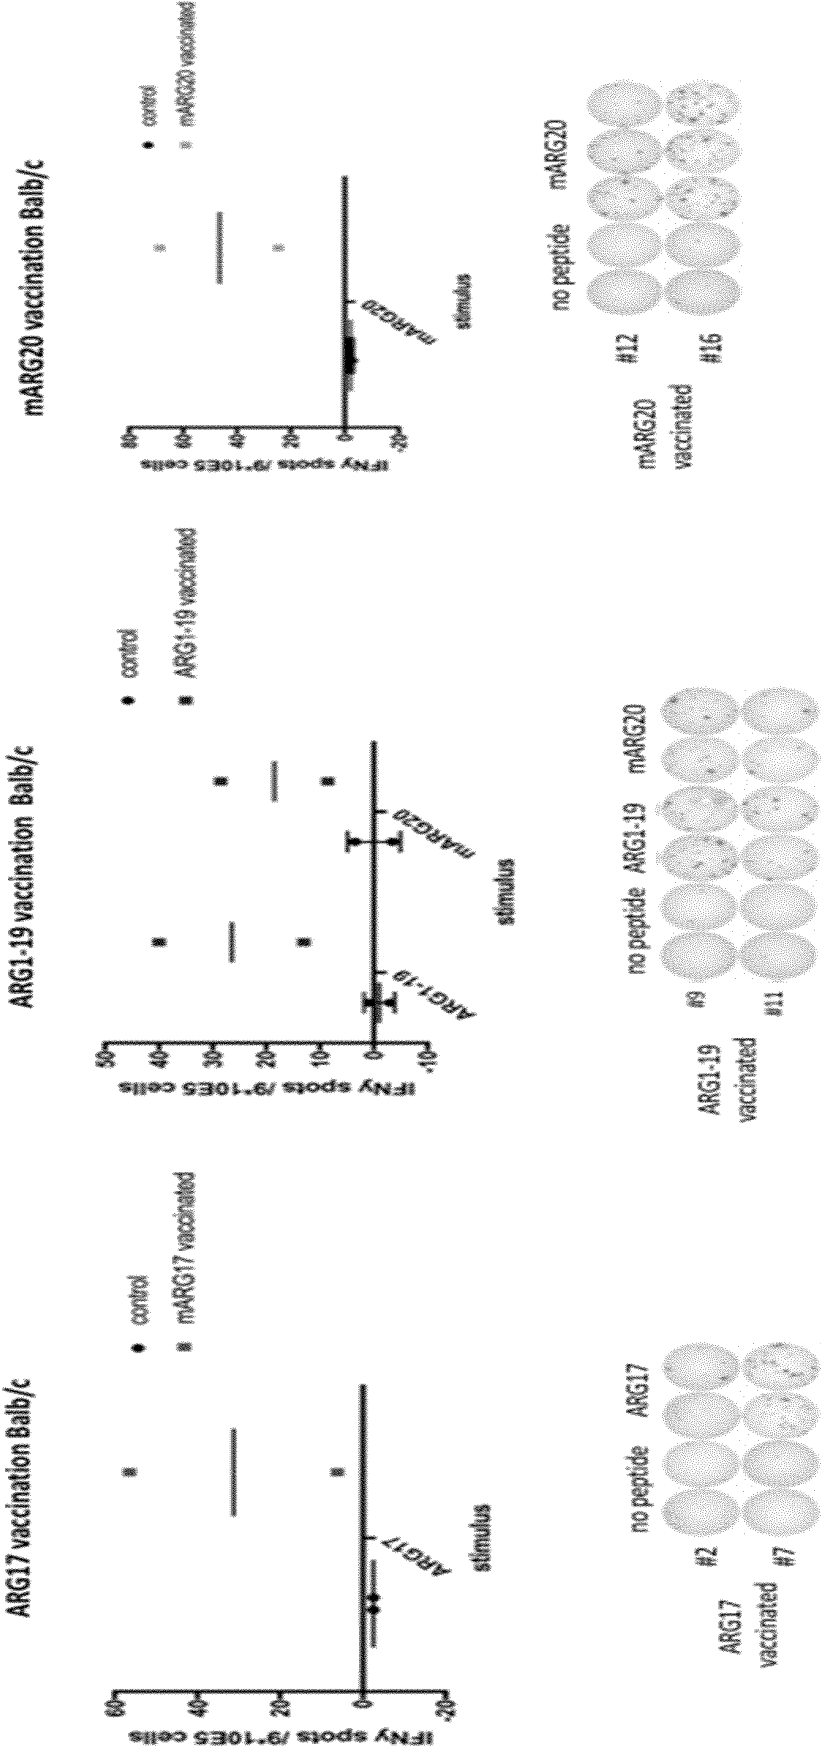 ARG17 vaccination Balb/c
60
40
20
0
-20
IFNγ spots /9*10E5 cells
ARG17
stimulus
control
mARG17 vaccinated
no peptide ARG17
#2
#7
ARG17
vaccinated
ARG1-19 vaccination Balb/c
50
40
30
20
10
0
-10
IFNγ spots /9*10E5 cells
ARG1-19
mARG20
stimulus
control
ARG1-19 vaccinated
no peptide ARG1-19 mARG20
#9
#11
ARG1-19
vaccinated
mARG20 vaccination Balb/c
80
60
40
20
0
-20
IFNγ spots /9*10E5 cells
mARG20
stimulus
control
mARG20 vaccinated
no peptide mARG20
#12
#16
mARG20
vaccinated